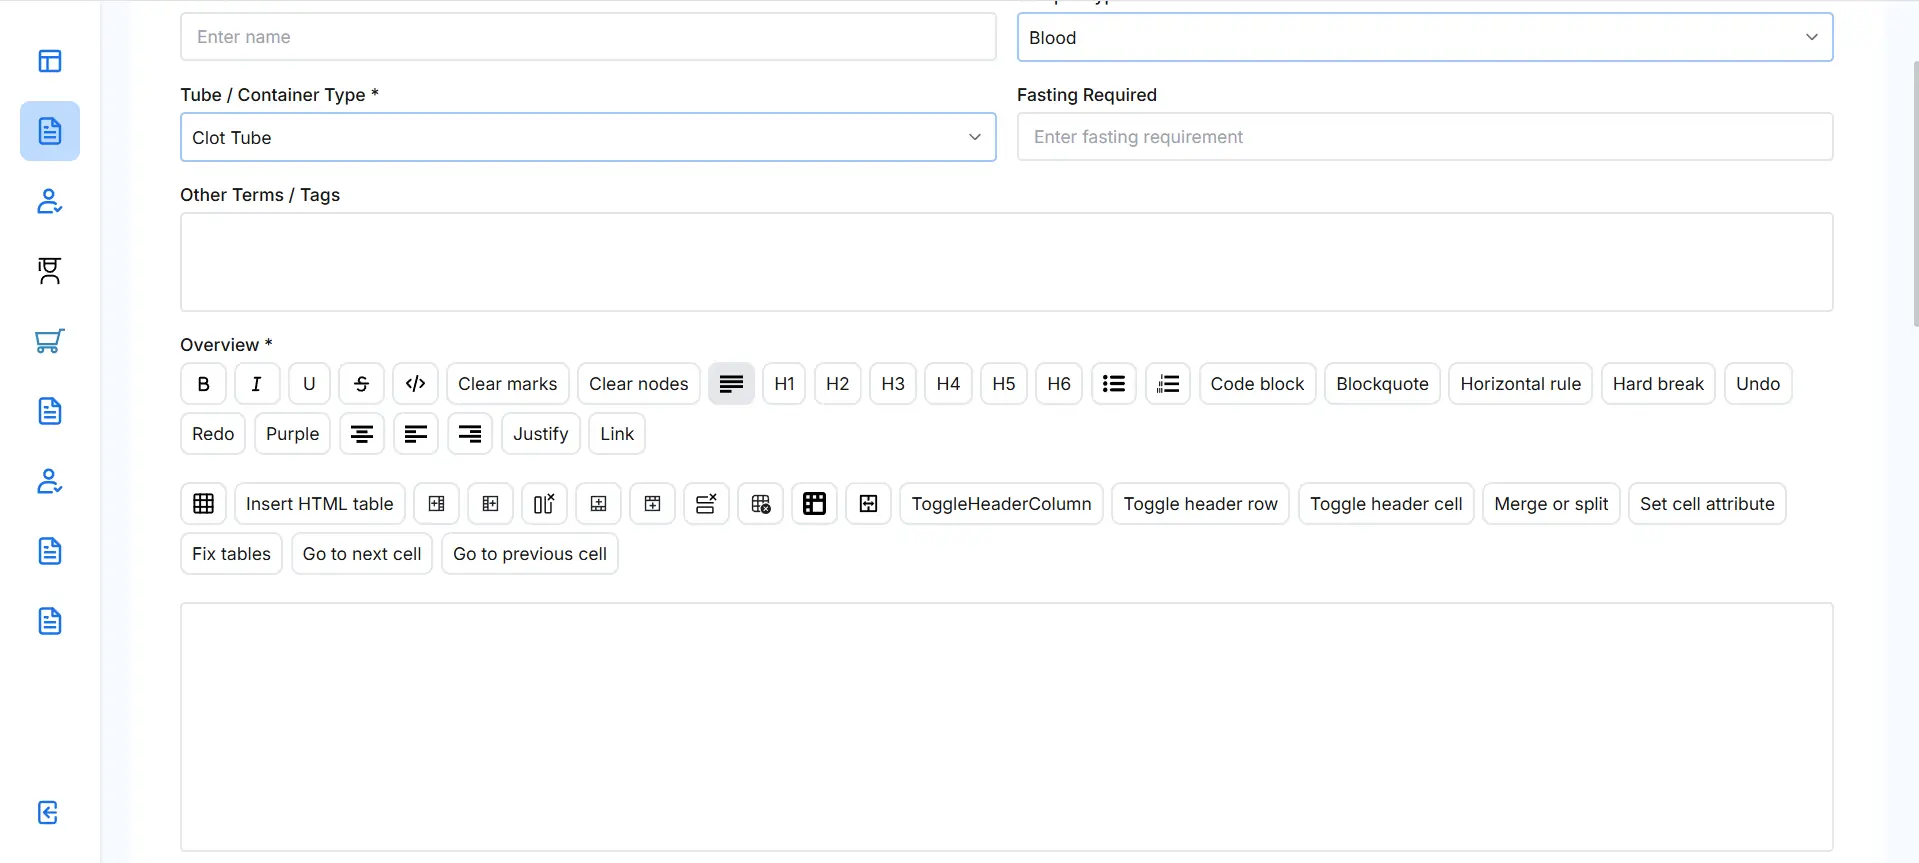 Enter name
Blood
Tube / Container Type *
Fasting Required
Clot Tube
Enter fasting requirement
Other Terms / Tags
Overview *
B I U S </> Clear marks Clear nodes H1 H2 H3 H4 H5 H6 Code block Blockquote Horizontal rule Hard break Undo
Redo Purple Justify Link
Insert HTML table ToggleHeaderColumn Toggle header row Toggle header cell Merge or split Set cell attribute
Fix tables Go to next cell Go to previous cell